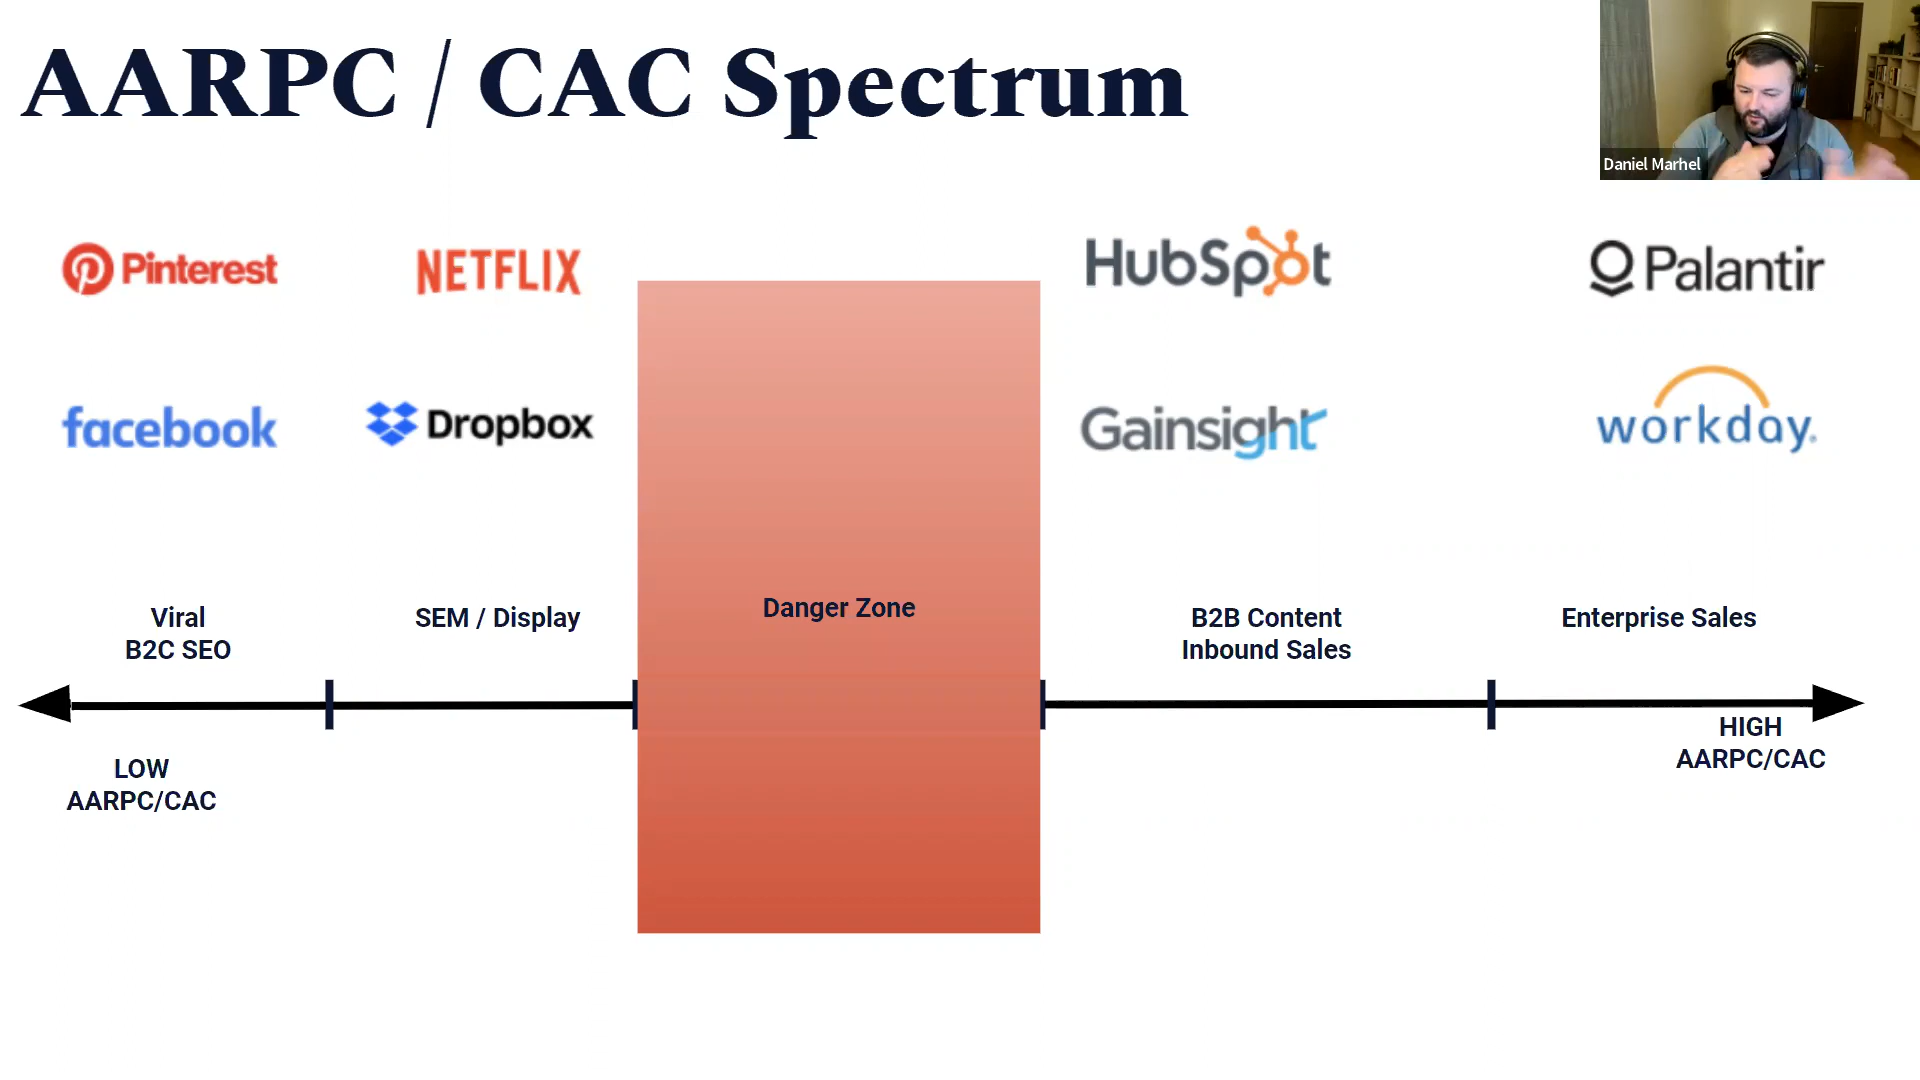 AARPC / CAC Spectrum
Daniel Marhel
Pinterest
NETFLIX
HubSpot
Palantir
facebook
Dropbox
Gainsight
workday.
Danger Zone
Viral
B2C SEO
SEM / Display
B2B Content
Inbound Sales
Enterprise Sales
LOW
AARPC/CAC
HIGH
AARPC/CAC